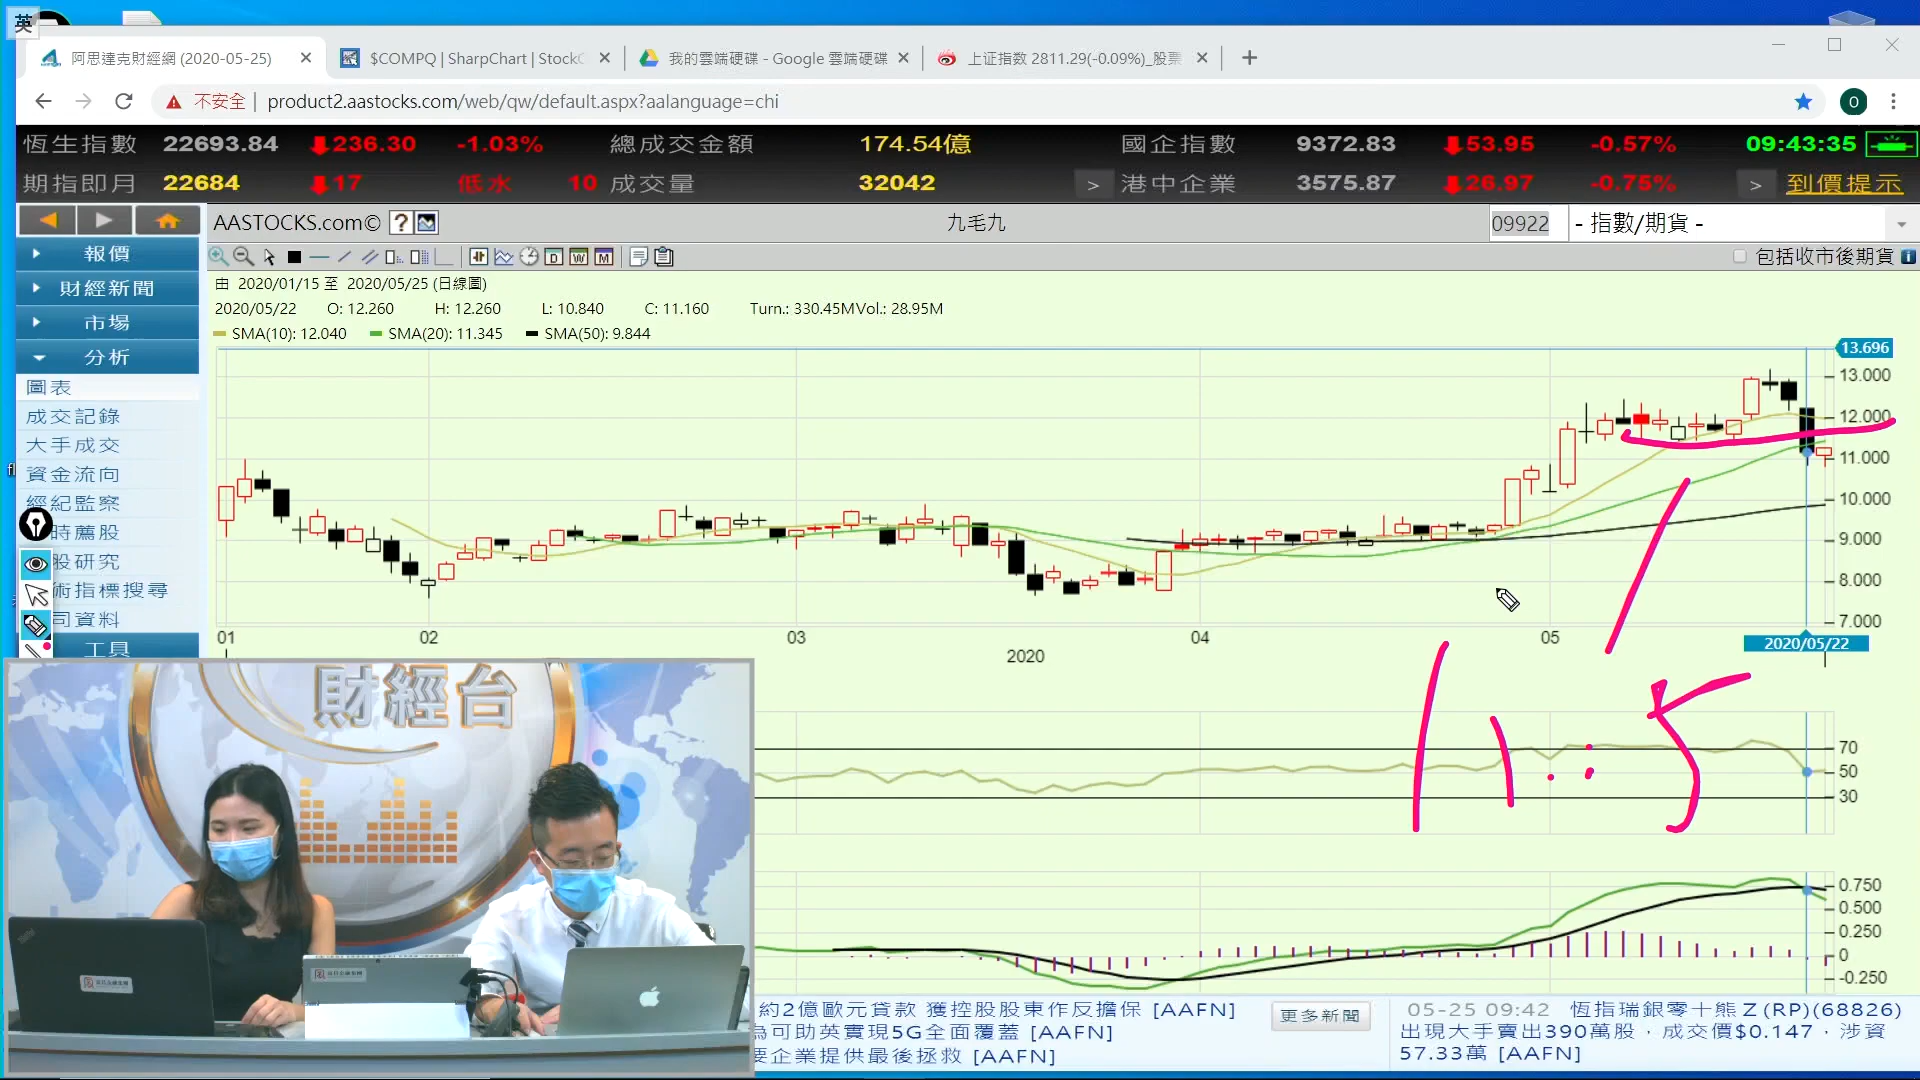 英
阿思達克財經網 (2020-05-25)
$COMPQ | SharpChart | StockC
我的雲端硬碟 - Google 雲端硬碟
上证指数 2811.29(-0.09%)_股票
不安全 | product2.aastocks.com/web/qw/default.aspx?aalanguage=chi
O
恆生指數 22693.84 236.30 -1.03% 總成交金額 174.54億 國企指數 9372.83 53.95 -0.57% 09:43:35
期指即月 22684 17 低水 10 成交量 32042 > 港中企業 3575.87 26.97 -0.75% > 到價提示
AASTOCKS.com© ? 九毛九 09922 - 指數/期貨 -
D W M 包括收市後期貨 i
報價
財經新聞
市場
分析
圖表
成交記錄
大手成交
資金流向
經紀監察
時薦股
股研究
術指標搜尋
司資料
工具
由 2020/01/15 至 2020/05/25 (日線圖)
2020/05/22 O: 12.260 H: 12.260 L: 10.840 C: 11.160 Turn.: 330.45M Vol.: 28.95M
SMA(10): 12.040 SMA(20): 11.345 SMA(50): 9.844
13.696
13.000
12.000
11.000
10.000
9.000
8.000
7.000
01 02 03 04 05 2020/05/22
2020
11:5
70
50
30
0.750
0.500
0.250
0
-0.250
財經台
約2億歐元貸款 獲控股股東作反擔保 [AAFN]
為可助英實現5G全面覆蓋 [AAFN]
要企業提供最後拯救 [AAFN]
更多新聞
05-25 09:42 恆指瑞銀零十熊Z(RP)(68826)
出現大手賣出390萬股，成交價$0.147，涉資
57.33萬 [AAFN]